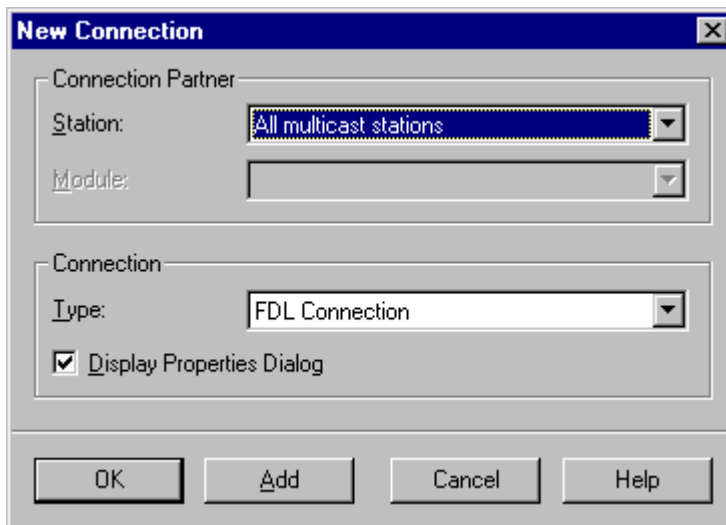 New Connection
Connection Partner
Station: All multicast stations
Module:
Connection
Type: FDL Connection
Display Properties Dialog
OK Add Cancel Help